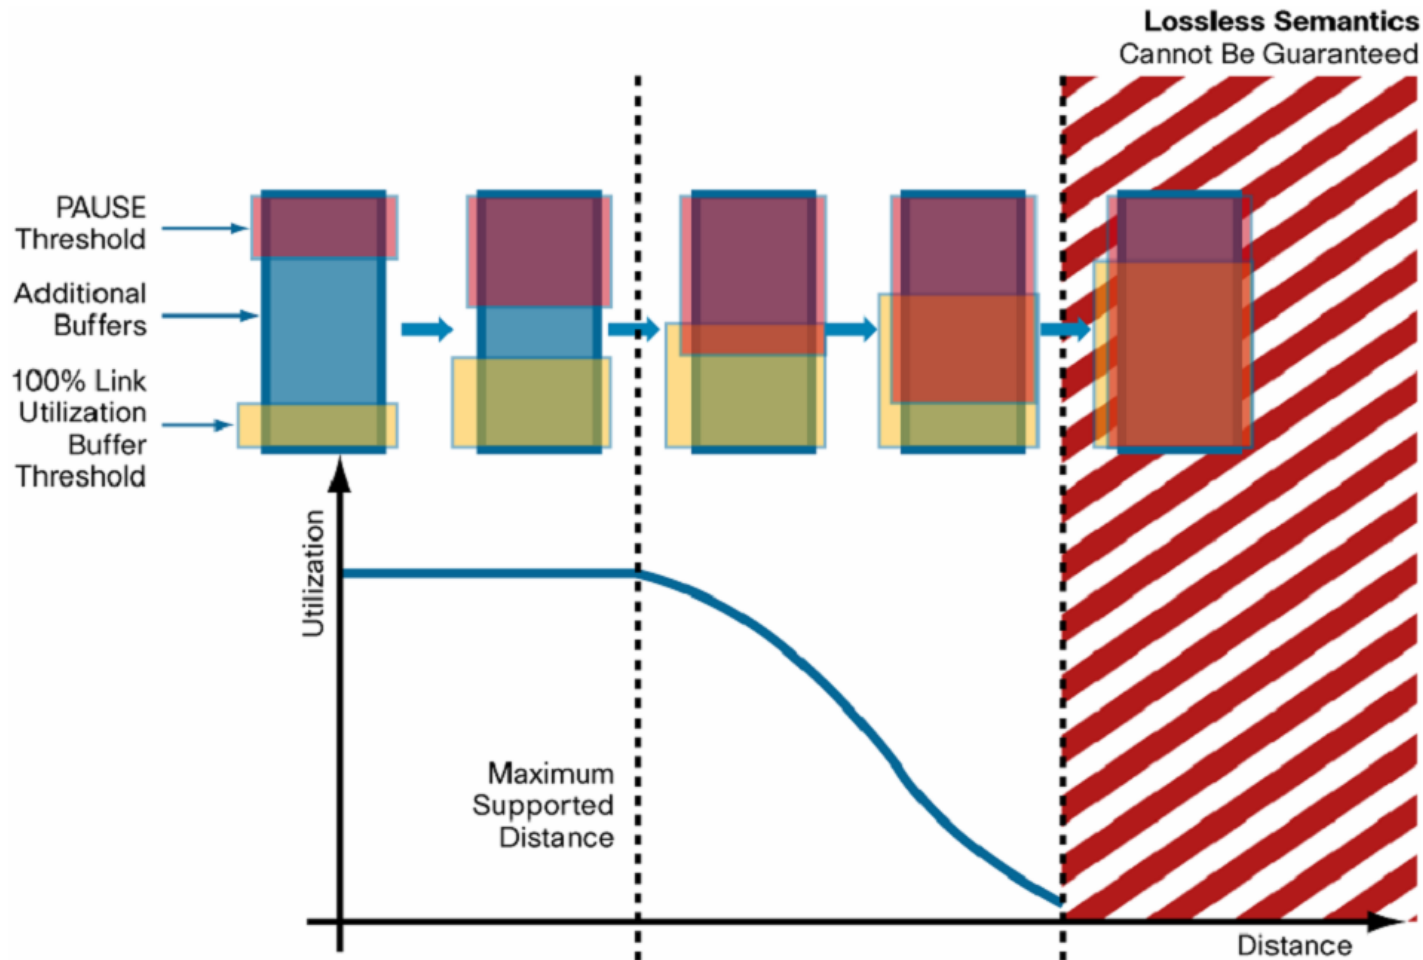 Lossless Semantics
Cannot Be Guaranteed
PAUSE
Threshold
Additional
Buffers
100% Link
Utilization
Buffer
Threshold
Utilization
Maximum
Supported
Distance
Distance